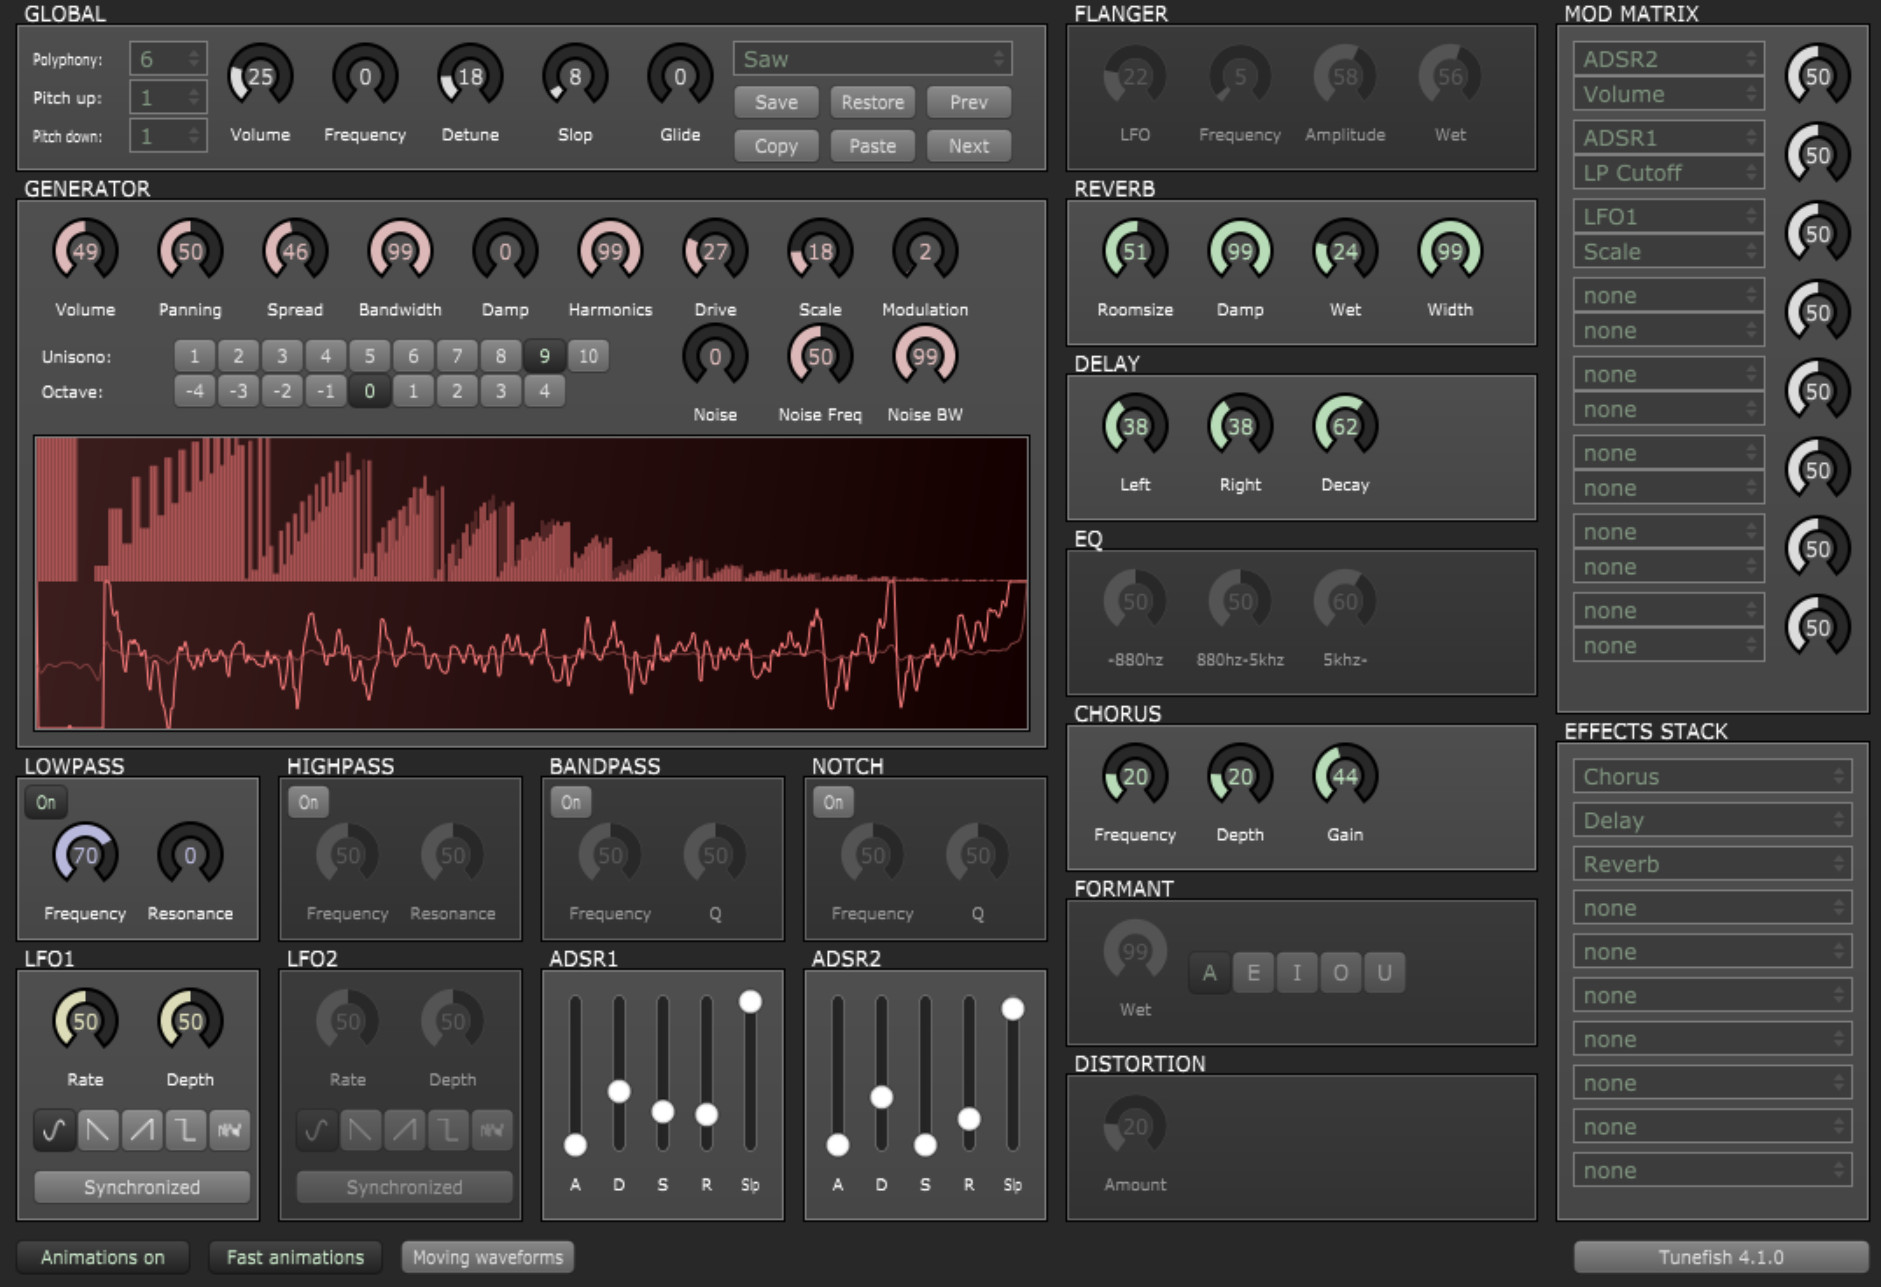 GLOBAL
Polyphony: 6
Pitch up: 1
Pitch down: 1
25 0 18 8 0
Volume Frequency Detune Slop Glide
Saw
Save Restore Prev
Copy Paste Next
GENERATOR
49 50 46 99 0 99 27 18 2
Volume Panning Spread Bandwidth Damp Harmonics Drive Scale Modulation
Unisono: 1 2 3 4 5 6 7 8 9 10
Octave: -4 -3 -2 -1 0 1 2 3 4
0 50 99
Noise Noise Freq Noise BW
LOWPASS
On
70 0
Frequency Resonance
HIGHPASS
On
50 50
Frequency Resonance
BANDPASS
On
50 50
Frequency Q
NOTCH
On
50 50
Frequency Q
LFO1
50 50
Rate Depth
Synchronized
LFO2
50 50
Rate Depth
Synchronized
ADSR1
A D S R Slp
ADSR2
A D S R Slp
FLANGER
22 5 58 56
LFO Frequency Amplitude Wet
REVERB
51 99 24 99
Roomsize Damp Wet Width
DELAY
38 38 62
Left Right Decay
EQ
50 50 60
-880hz 880hz-5khz 5khz-
CHORUS
20 20 44
Frequency Depth Gain
FORMANT
99
Wet
A E I O U
DISTORTION
20
Amount
MOD MATRIX
ADSR2
Volume
50
ADSR1
LP Cutoff
50
LFO1
Scale
50
none
none
50
none
none
50
none
none
50
none
none
50
none
none
50
EFFECTS STACK
Chorus
Delay
Reverb
none
none
none
none
none
none
none
Animations on Fast animations Moving waveforms
Tunefish 4.1.0